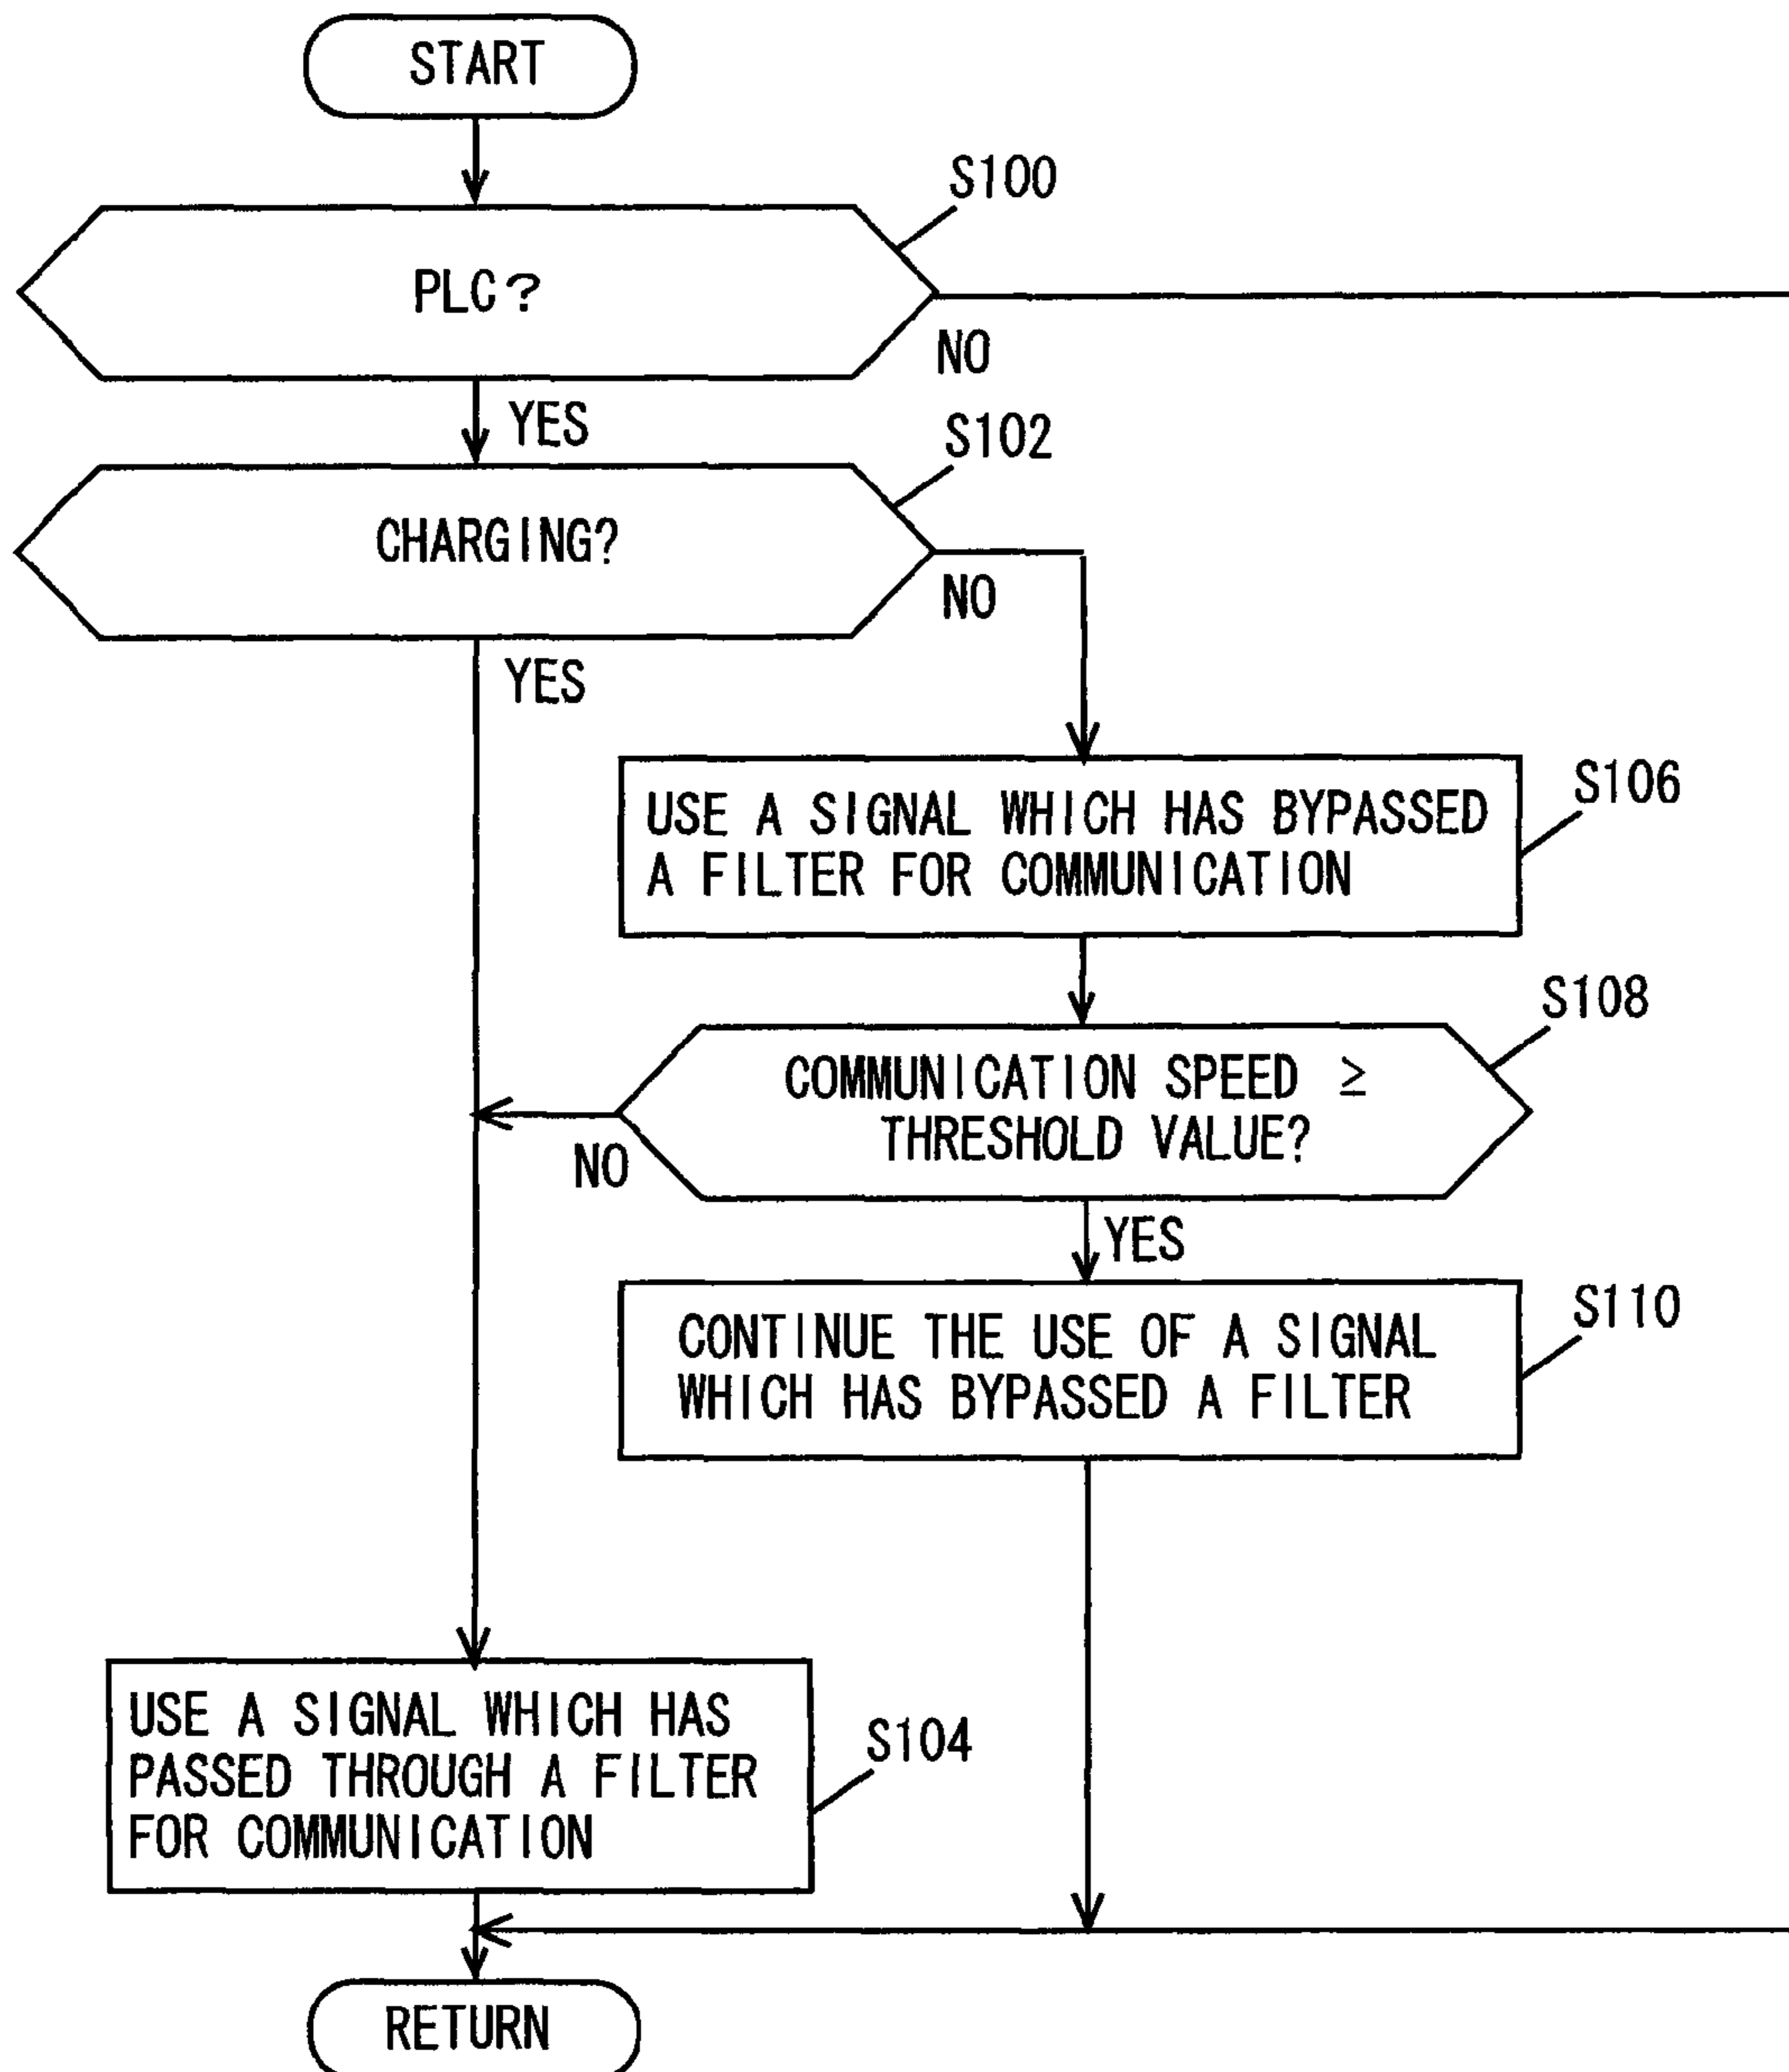 START
S100
PLC?
NO
YES
S102
CHARGING?
NO
YES
S106
USE A SIGNAL WHICH HAS BYPASSED
A FILTER FOR COMMUNICATION
S108
COMMUNICATION SPEED ≥
THRESHOLD VALUE?
NO
YES
S110
CONTINUE THE USE OF A SIGNAL
WHICH HAS BYPASSED A FILTER
USE A SIGNAL WHICH HAS
PASSED THROUGH A FILTER
FOR COMMUNICATION
S104
RETURN